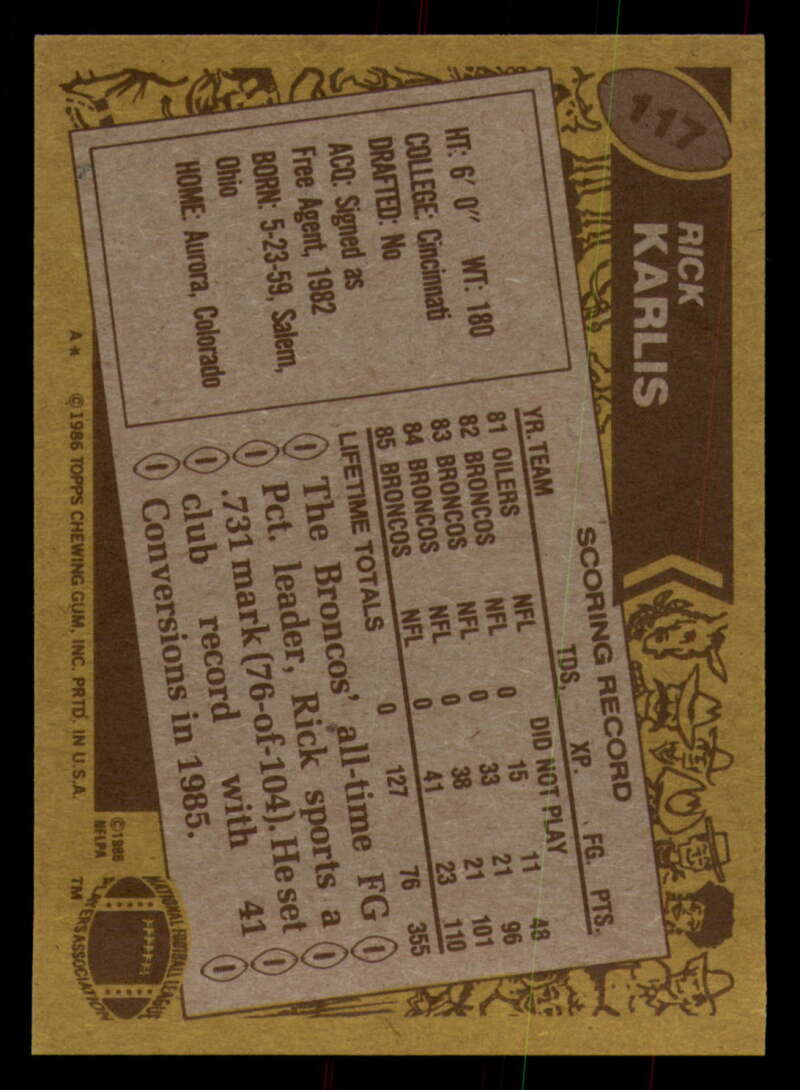 117
RICK
KARLIS
HT: 6' 0" WT: 180
COLLEGE: Cincinnati
DRAFTED: No
ACQ: Signed as
Free Agent, 1982
BORN: 5-23-59, Salem,
Ohio
HOME: Aurora, Colorado
SCORING RECORD
YR. TEAM TDS. XP. FG. PTS.
81 OILERS NFL DID NOT PLAY
82 BRONCOS NFL 0 15 11 48
83 BRONCOS NFL 0 33 21 96
84 BRONCOS NFL 0 38 21 101
85 BRONCOS NFL 0 41 23 110
LIFETIME TOTALS 0 127 76 355
The Broncos' all-time FG
Pct. leader, Rick sports a
.731 mark (76-of-104). He set
club record with 41
Conversions in 1985.
A* © 1986 TOPPS CHEWING GUM, INC. PRTD. IN U.S.A.
© 1986
NFLPA
TM
NATIONAL FOOTBALL LEAGUE
PLAYERS ASSOCIATION